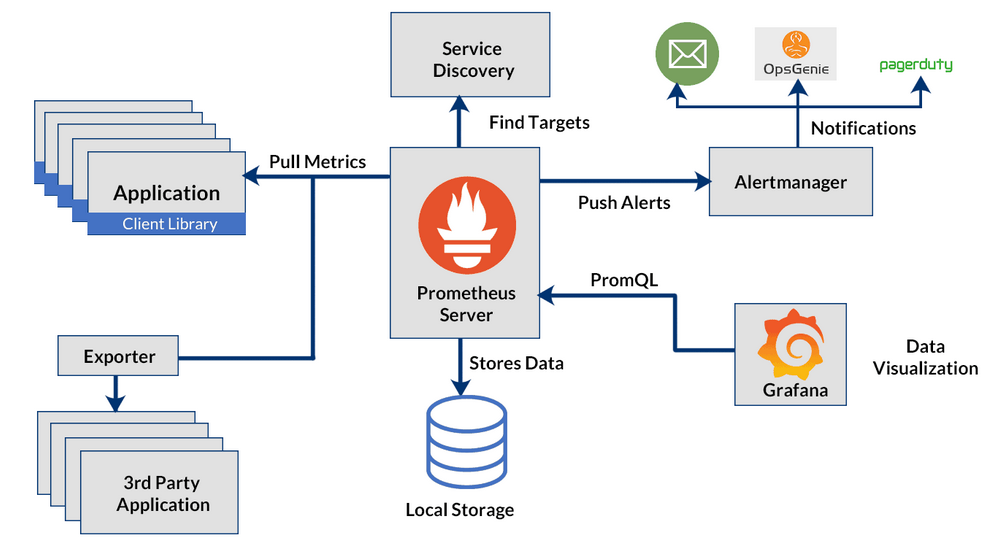 Service
Discovery
OpsGenie
pagerduty
Find Targets
Notifications
Pull Metrics
Application
Client Library
Alertmanager
Push Alerts
PromQL
Prometheus
Server
Exporter
Stores Data
Grafana
Data
Visualization
3rd Party
Application
Local Storage